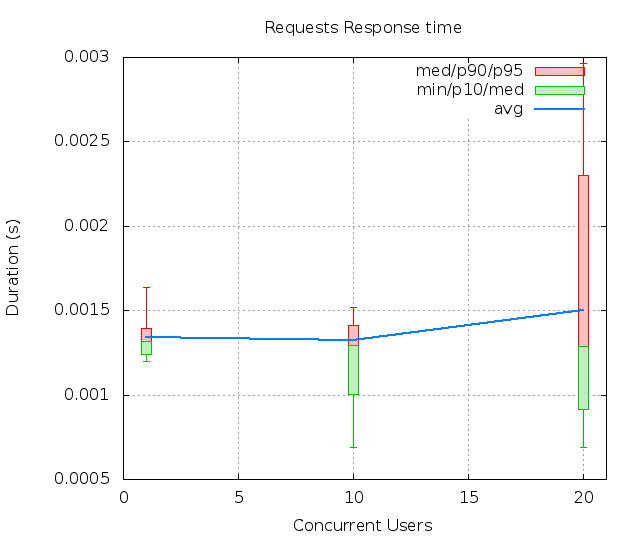 Requests Response time
0.003
0.0025
0.002
0.0015
0.001
0.0005
0
5
10
15
20
Duration (s)
Concurrent Users
med/p90/p95
min/p10/med
avg